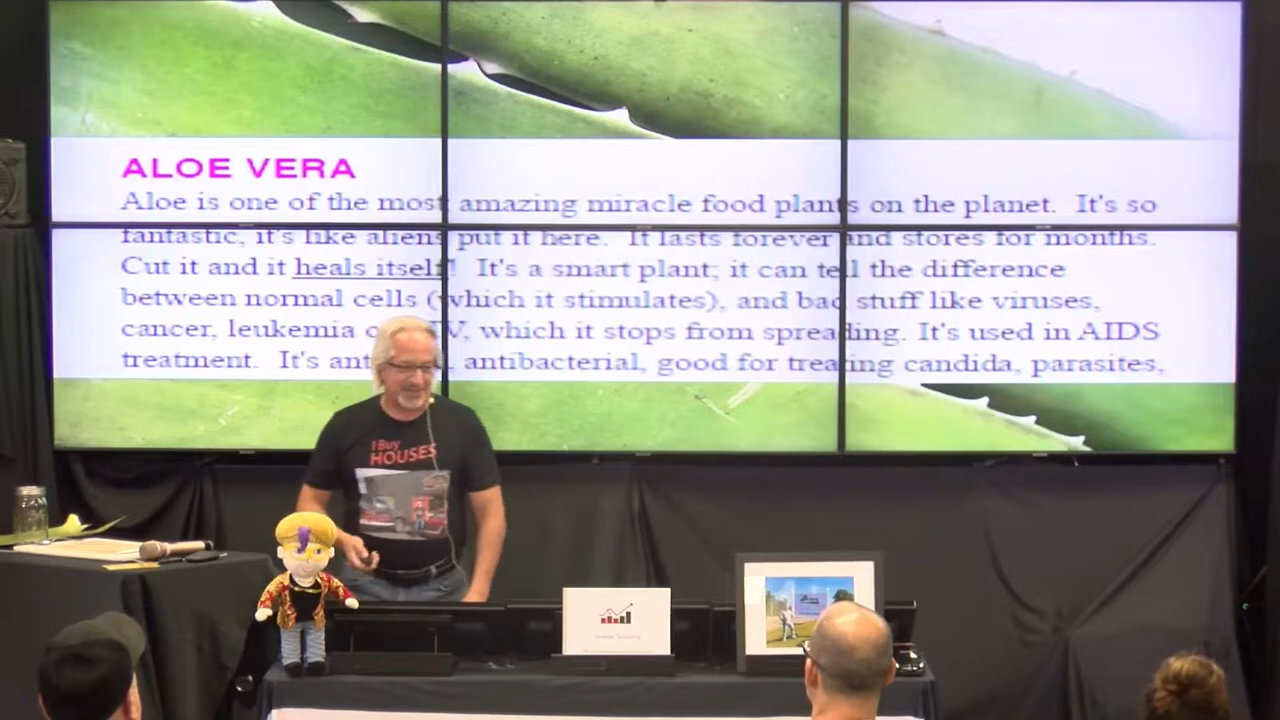 ALOE VERA
Aloe is one of the most amazing miracle food plants on the planet. It's so
fantastic, it's like aliens put it here. It lasts forever and stores for months.
Cut it and it heals itself! It's a smart plant; it can tell the difference
between normal cells (which it stimulates), and bad stuff like viruses,
cancer, leukemia V, which it stops from spreading. It's used in AIDS
treatment. It's antibacterial, good for treating candida, parasites,
I Buy
HOUSES